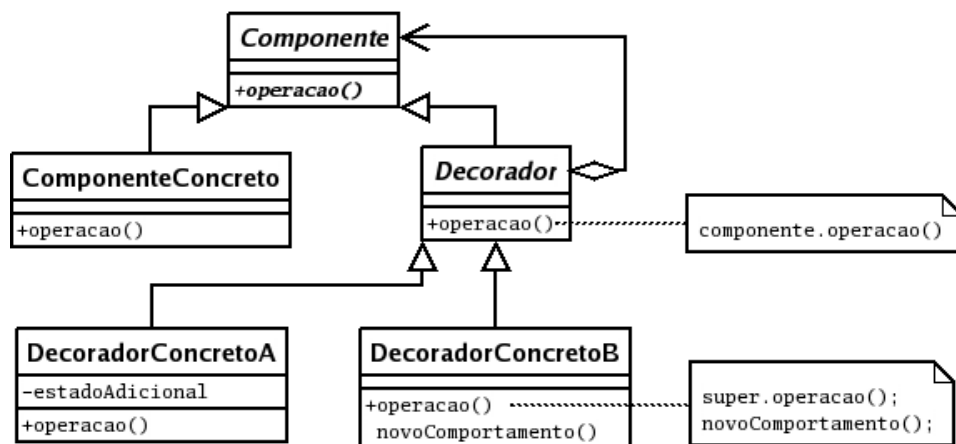 Componente
+operacao()
ComponenteConcreto
+operacao()
Decorador
+operacao()
componente.operacao()
DecoradorConcretoA
-estadoAdicional
+operacao()
DecoradorConcretoB
+operacao()
novoComportamento()
super.operacao();
novoComportamento();